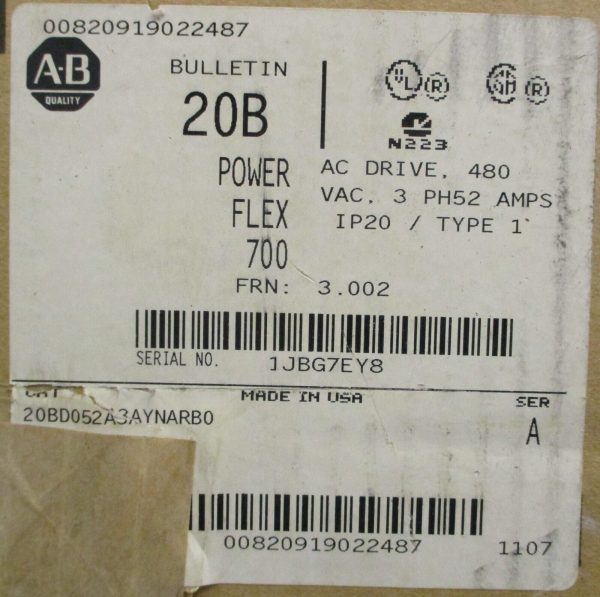 00820919022487
A-B
QUALITY
BULLETIN
20B
UL (R) (R)
N223
POWER
FLEX
700
AC DRIVE, 480
VAC, 3 PH52 AMPS
IP20 / TYPE 1
FRN: 3.002
SERIAL NO. 1JBG7EY8
MADE IN USA
SER
20BD052A3AYNARB0
A
00820919022487
1107